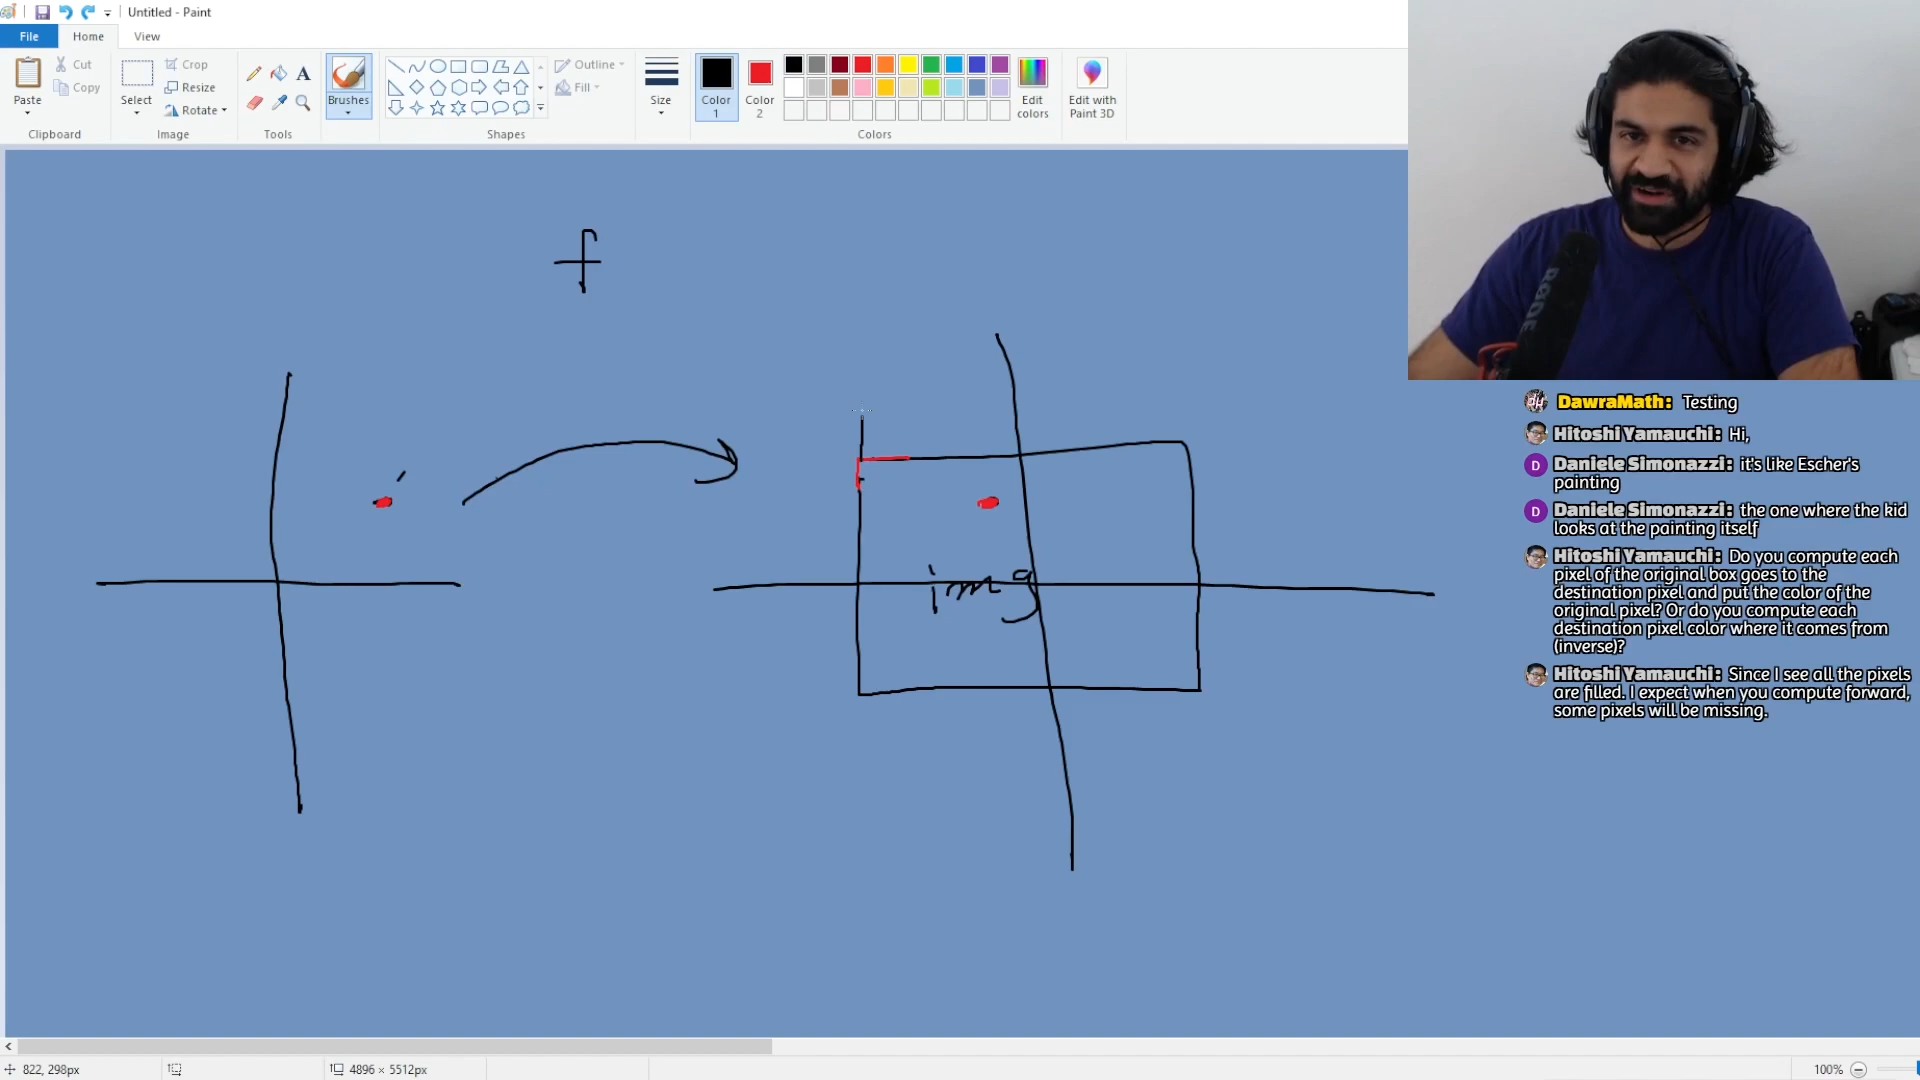 Untitled - Paint
File Home View
Paste
Cut
Copy
Clipboard
Select
Crop
Resize
Rotate
Image
A
Tools
Brushes
Outline
Fill
Shapes
Size
Color
1
Color
2
Edit
colors
Edit with
Paint 3D
Colors
f
img
RODE
DawraMath: Testing
Hitoshi Yamauchi: Hi,
Daniele Simonazzi: it's like Escher's
painting
Daniele Simonazzi: the one where the kid
looks at the painting itself
Hitoshi Yamauchi: Do you compute each
pixel of the original box goes to the
destination pixel and put the color of the
original pixel? Or do you compute each
destination pixel color where it comes from
(inverse)?
Hitoshi Yamauchi: Since I see all the pixels
are filled. I expect when you compute forward,
some pixels will be missing.
D
D
822, 298px
4896 × 5512px
100%